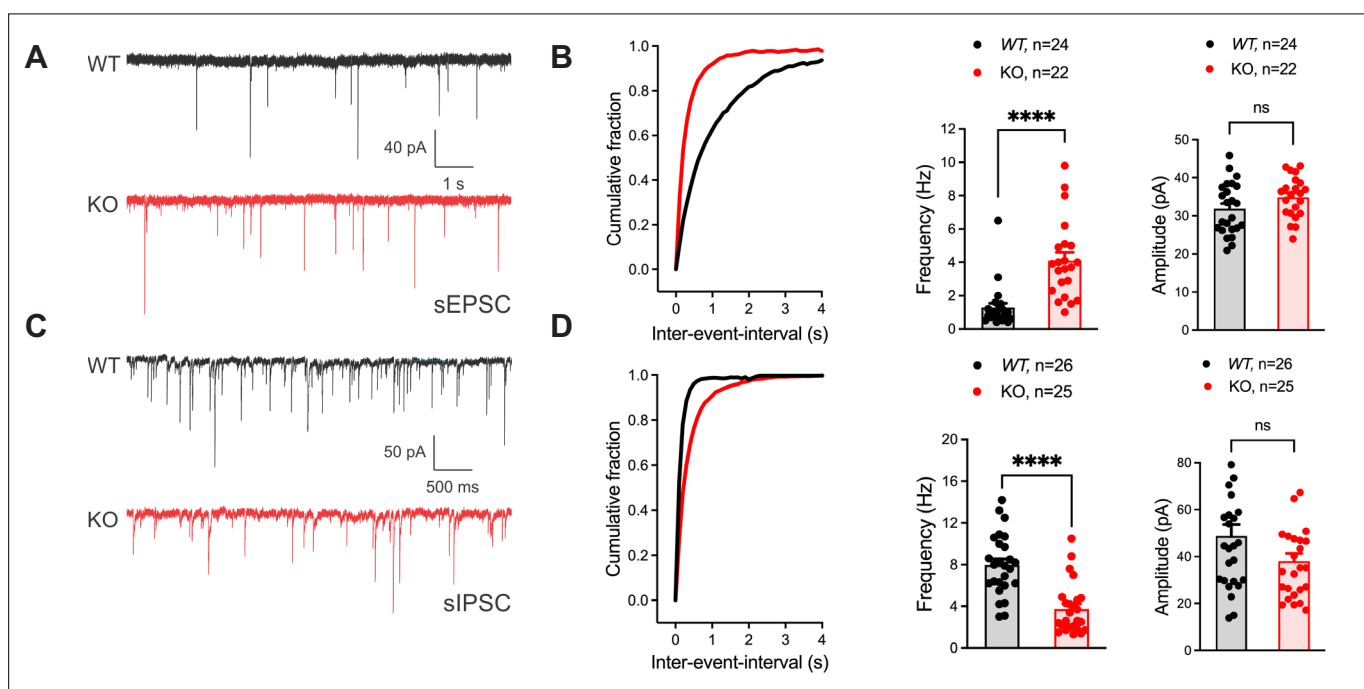 A
WT
40 pA
1 s
KO
sEPSC
B
1.0
0.8
0.6
0.4
0.2
0.0
Cumulative fraction
0 1 2 3 4
Inter-event-interval (s)
WT, n=24
KO, n=22
****
12
10
8
6
4
2
0
Frequency (Hz)
WT, n=24
KO, n=22
ns
50
40
30
20
10
0
Amplitude (pA)
C
WT
50 pA
500 ms
KO
sIPSC
D
1.0
0.8
0.6
0.4
0.2
0.0
Cumulative fraction
0 1 2 3 4
Inter-event-interval (s)
WT, n=26
KO, n=25
****
20
16
12
8
4
0
Frequency (Hz)
WT, n=26
KO, n=25
ns
80
60
40
20
0
Amplitude (pA)